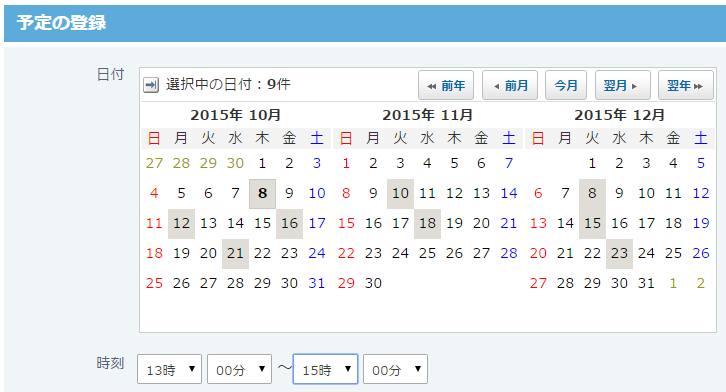 予定の登録
日付
選択中の日付：9件 前年 前月 今月 翌月 翌年
2015年 10月 2015年 11月 2015年 12月
日 月 火 水 木 金 土 日 月 火 水 木 金 土 日 月 火 水 木 金 土
27 28 29 30 1 2 3 1 2 3 4 5 6 7 1 2 3 4 5
4 5 6 7 8 9 10 8 9 10 11 12 13 14 6 7 8 9 10 11 12
11 12 13 14 15 16 17 15 16 17 18 19 20 21 13 14 15 16 17 18 19
18 19 20 21 22 23 24 22 23 24 25 26 27 28 20 21 22 23 24 25 26
25 26 27 28 29 30 31 29 30 27 28 29 30 31 1 2
時刻 13時 00分 ～ 15時 00分